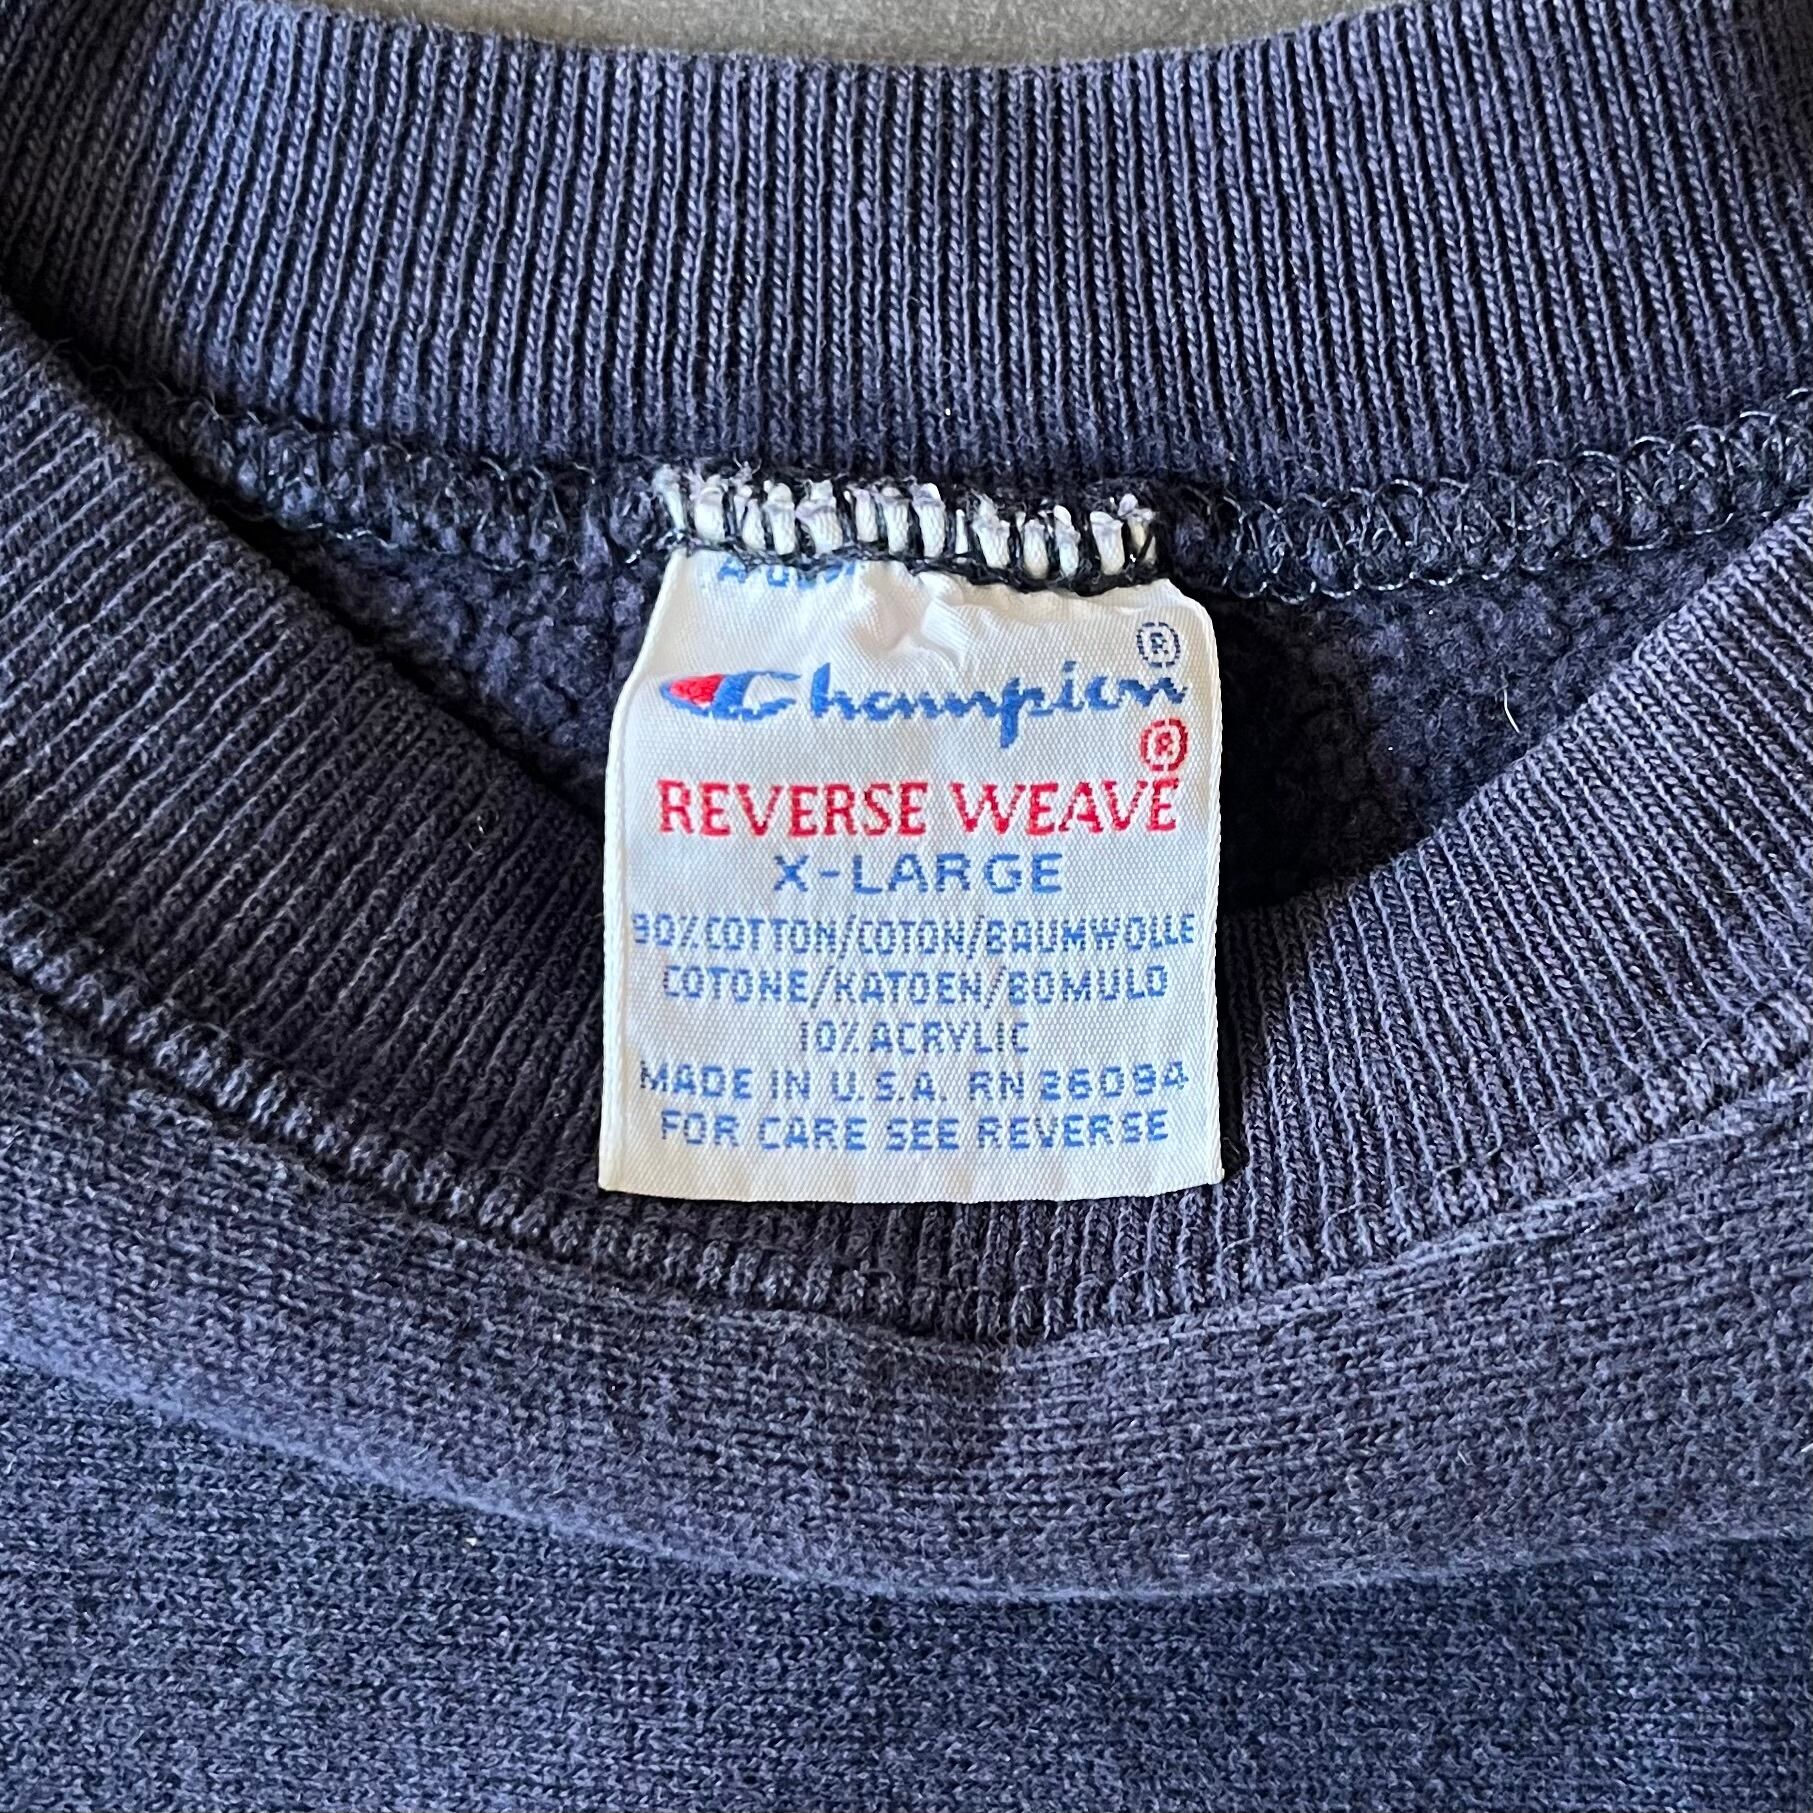 Champion®
REVERSE WEAVE®
X-LARGE
90% COTTON/COTON/BAUMWOLLE
COTONE/KATOEN/BOMULD
10% ACRYLIC
MADE IN U.S.A. RN 26094
FOR CARE SEE REVERSE